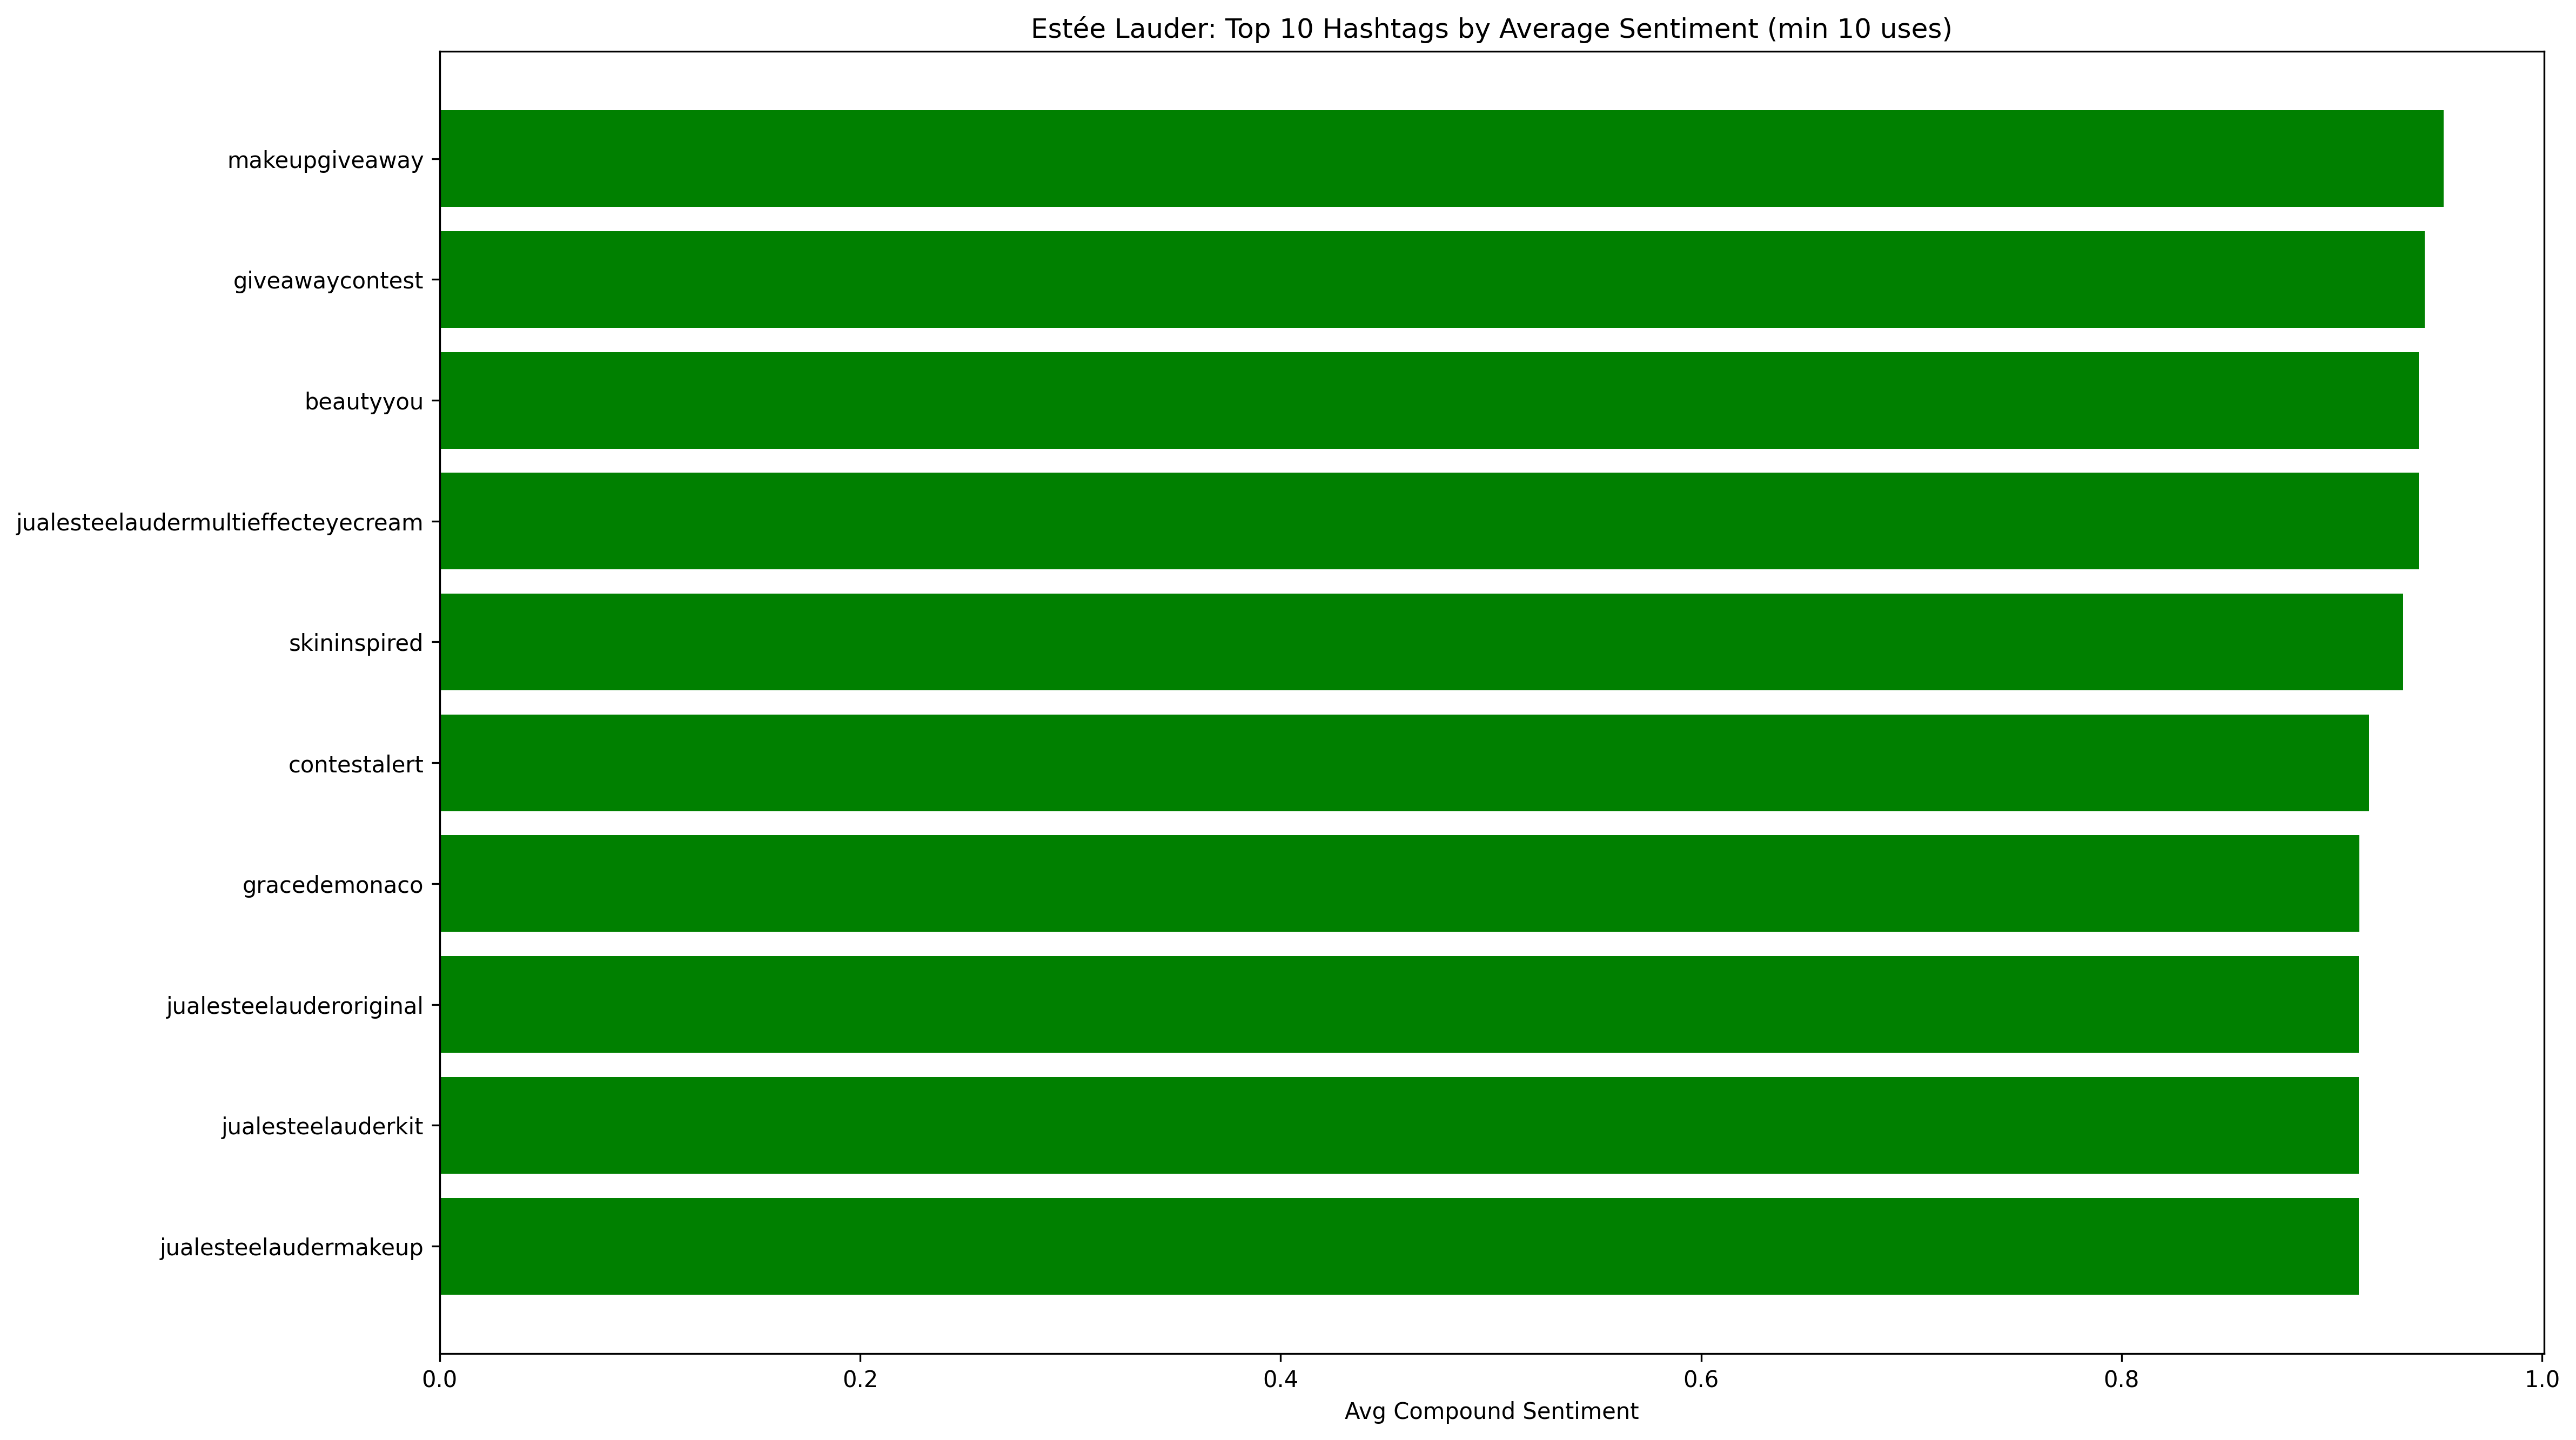 Estée Lauder: Top 10 Hashtags by Average Sentiment (min 10 uses)
makeupgiveaway
giveawaycontest
beautyyou
jualesteelaudermultieffecteyecream
skininspired
contestalert
gracedemonaco
jualesteelauderoriginal
jualesteelauderkit
jualesteelaudermakeup
0.0 0.2 0.4 0.6 0.8 1.0
Avg Compound Sentiment